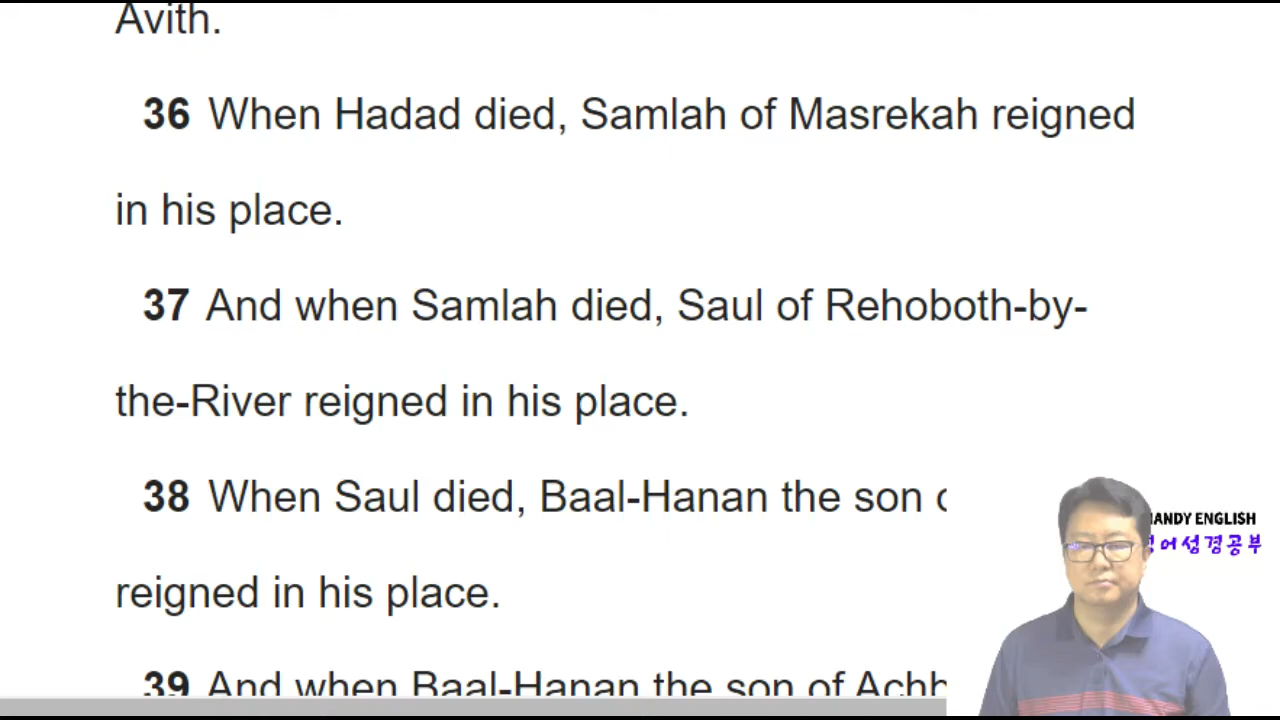 Avith.
36 When Hadad died, Samlah of Masrekah reigned
in his place.
37 And when Samlah died, Saul of Rehoboth-by-
the-River reigned in his place.
38 When Saul died, Baal-Hanan the son
reigned in his place.
39 And when Baal-Hanan the son of
HANDY ENGLISH
영어성경공부